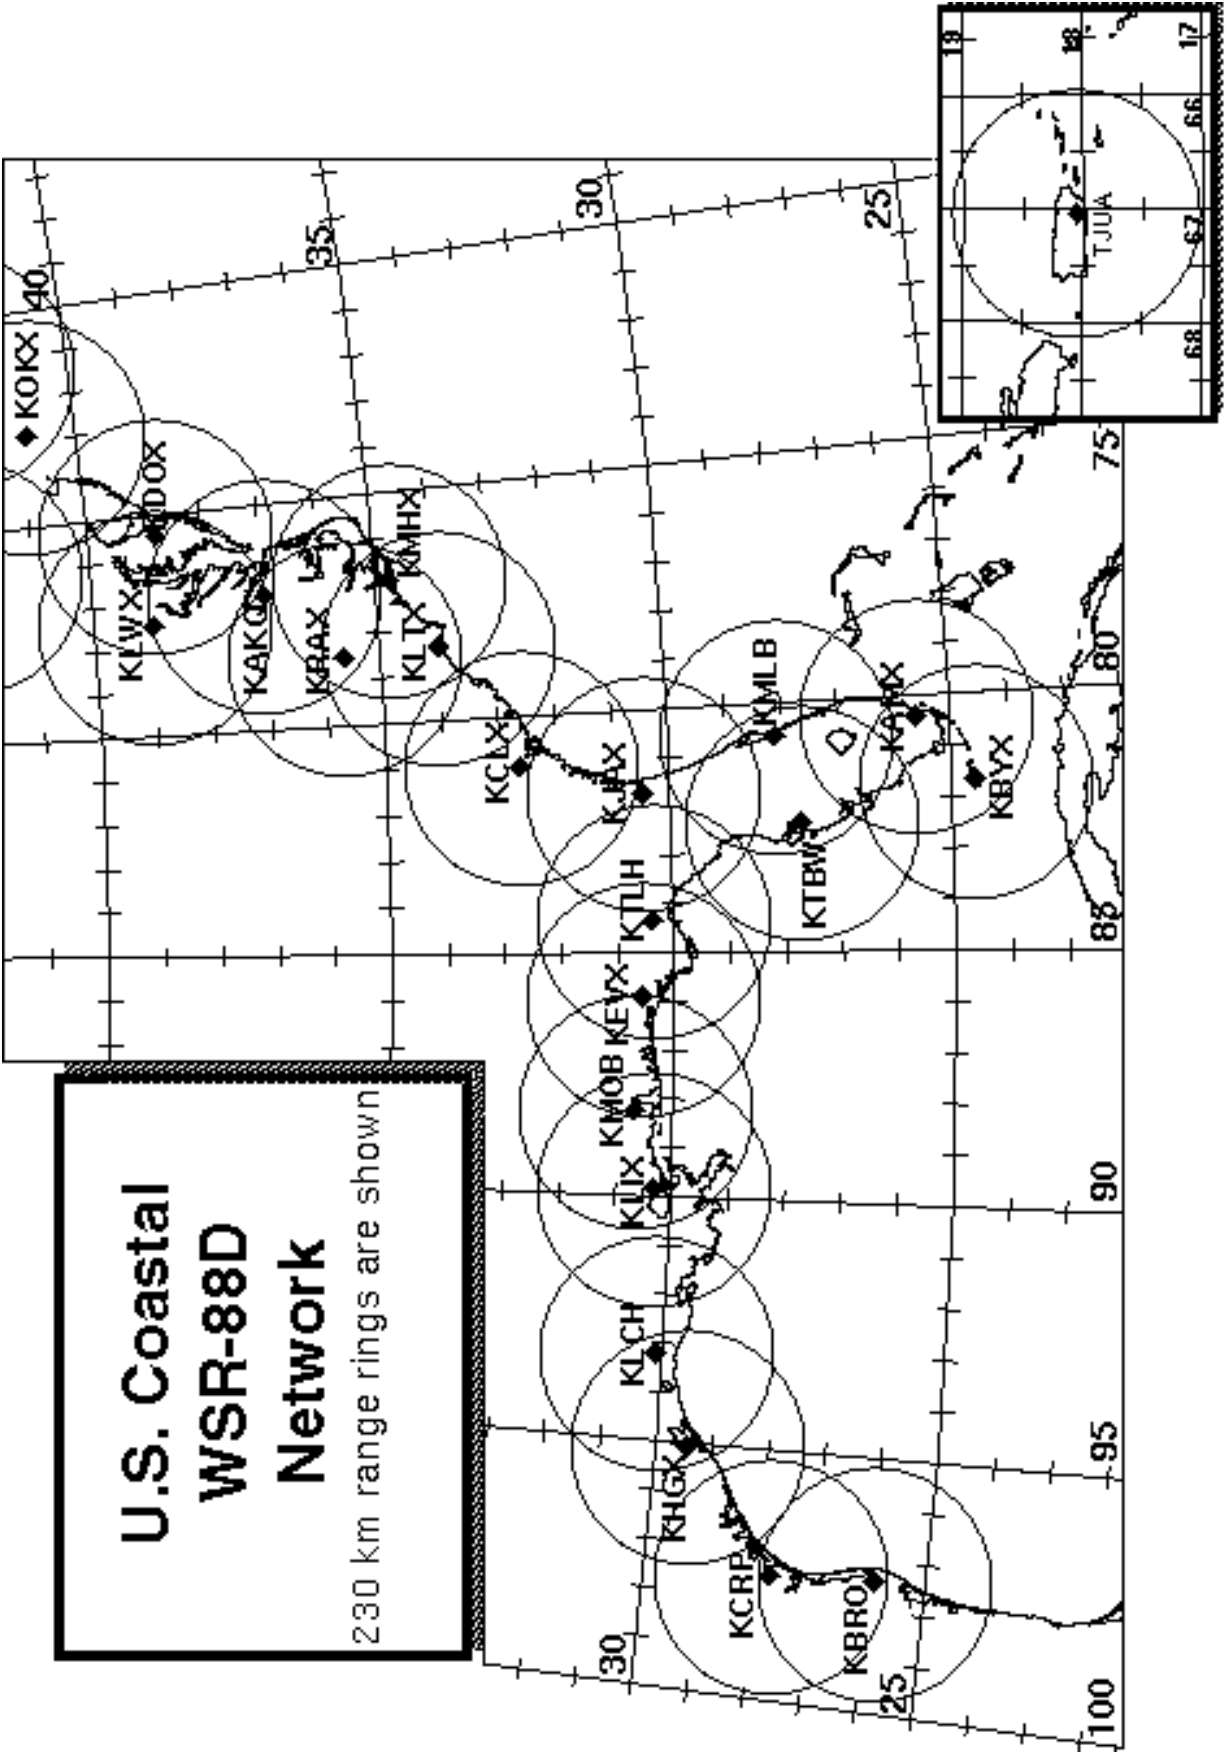 U.S. Coastal
WSR-88D
Network
230 km range rings are shown
40
35
30
25
KOKX
KDOX
KLWX
KAKQ
KRAX
KMHX
KLTX
KCLX
KJAX
KMLB
KAMX
KBYX
KTBW
KTLH
KEVX
KMOB
KLIX
KLCH
KHGX
KCRP
KBRO
30
25
100
95
90
85
80
75
19
18
17
TJUA
68
67
66